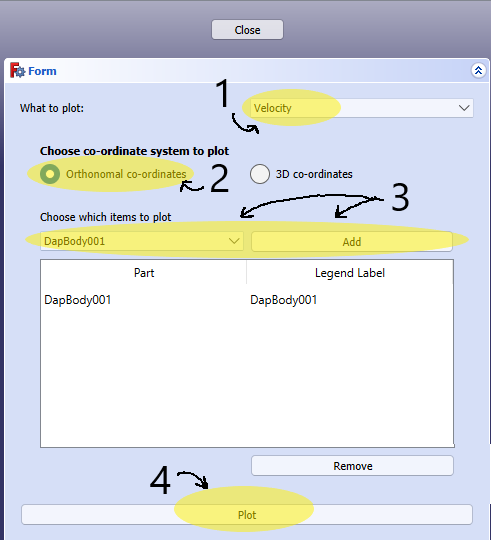 Close
Form
1
What to plot:
Velocity
Choose co-ordinate system to plot
Orthonomal co-ordinates
2
3D co-ordinates
Choose which items to plot
3
DapBody001
Add
Part
Legend Label
DapBody001
DapBody001
Remove
4
Plot